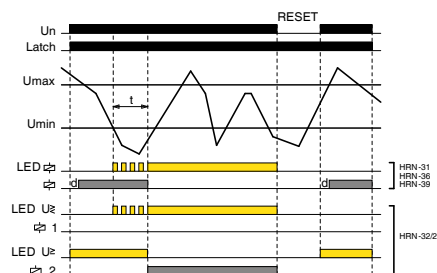 RESET
Un
Latch
Umax
t
Umin
LED
HRN-31
HRN-36
d
d
HRN-39
LED U≥
1
HRN-32/2
LED U≥
2